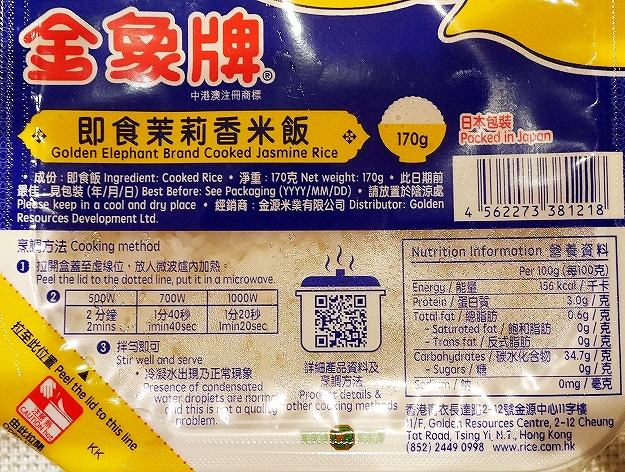 金象牌®
中港澳注冊商標
即食茉莉香米飯
Golden Elephant Brand Cooked Jasmine Rice
170g
日本包裝
Packed in Japan
• 成份：即食飯 Ingredient: Cooked Rice • 淨重：170克 Net weight: 170g • 此日期前
最佳：見包裝 (年/月/日) Best Before: See Packaging (YYYY/MM/DD) • 請放置於陰涼處
Please keep in a cool and dry place • 經銷商：金源米業有限公司 Distributor: Golden
Resources Development Ltd.
4 562273 381218
烹調方法 Cooking method
1 拉開盒蓋至虛線位，放入微波爐內加熱。
Peel the lid to the dotted line, put it in a microwave.
2 500W 700W 1000W
2 分鐘 1分40秒 1分20秒
2mins 1min40sec 1min20sec
3 拌勻即可
Stir well and serve
• 冷凝水出現乃正常現象
Presence of condensated
water droplets are normal
and this is not a quality
problem.
詳細產品資料及
烹調方法
Product details &
other cooking methods
Nutrition Information 營養資料
Per 100g (每100克)
Energy / 能量 156 kcal / 千卡
Protein / 蛋白質 3.0g / 克
Total fat / 總脂肪 0.6g / 克
- Saturated fat / 飽和脂肪 0g / 克
- Trans fat / 反式脂肪 0g / 克
Carbohydrates / 碳水化合物 34.7g / 克
- Sugars / 糖 0g / 克
Sodium / 鈉 0mg / 毫克
香港青衣長達路2-12號金源中心11字樓
11/F, Golden Resources Centre, 2-12 Cheung
Tat Road, Tsing Yi, N.T., Hong Kong
(852) 2449 0998 www.rice.com.hk
拉至此位置 Peel the lid to this line
注意燙
CAUTION HOT
由此拉開
KK